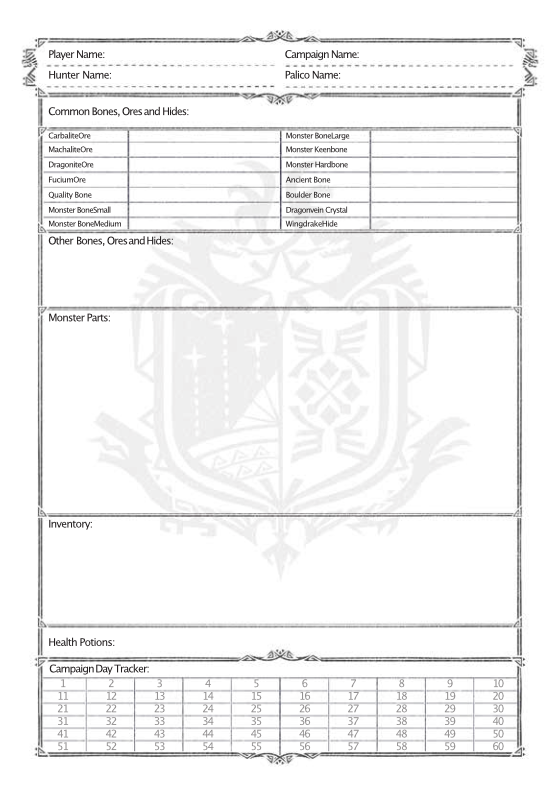 Player Name: Campaign Name:
Hunter Name: Palico Name:
Common Bones, Ores and Hides:
CarbaliteOre Monster BoneLarge
MachaliteOre Monster Keenbone
DragoniteOre Monster Hardbone
FuciumOre Ancient Bone
Quality Bone Boulder Bone
Monster BoneSmall Dragonvein Crystal
Monster BoneMedium WingdrakeHide
Other Bones, Ores and Hides:
Monster Parts:
Inventory:
Health Potions:
Campaign Day Tracker:
1 2 3 4 5 6 7 8 9 10
11 12 13 14 15 16 17 18 19 20
21 22 23 24 25 26 27 28 29 30
31 32 33 34 35 36 37 38 39 40
41 42 43 44 45 46 47 48 49 50
51 52 53 54 55 56 57 58 59 60